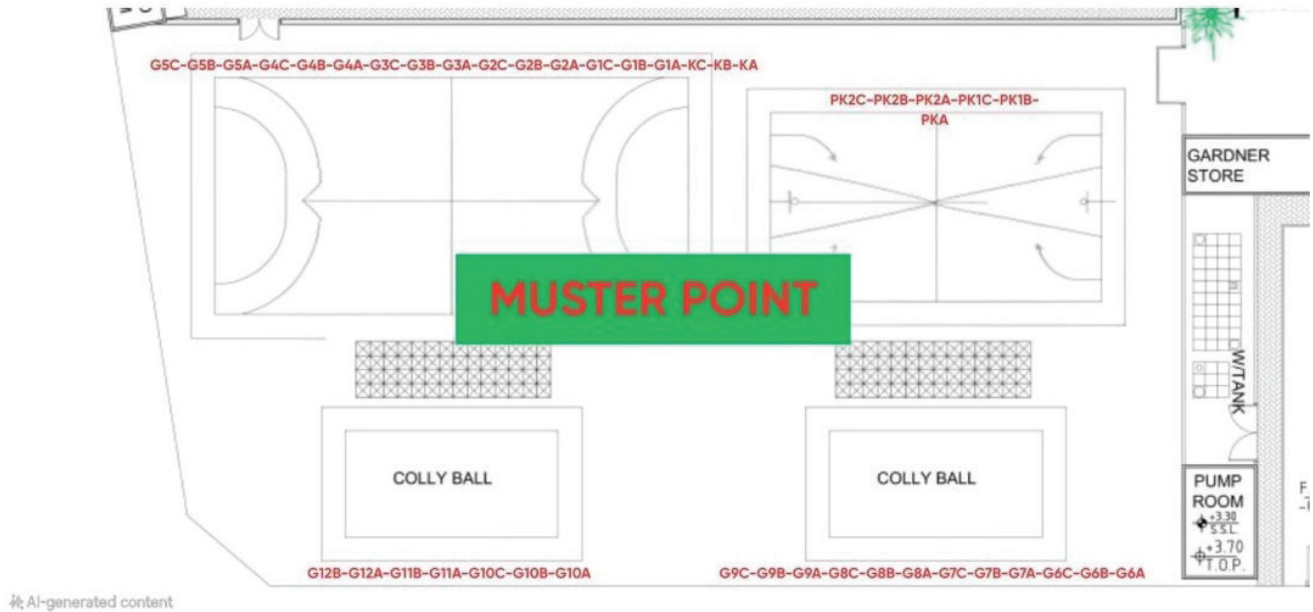 G5C-G5B-G5A-G4C-G4B-G4A-G3C-G3B-G3A-G2C-G2B-G2A-G1C-G1B-G1A-KC-KB-KA
PK2C-PK2B-PK2A-PK1C-PK1B-
PKA
GARDNER
STORE
MUSTER POINT
W/TANK
COLLY BALL
COLLY BALL
PUMP
ROOM
+3.30
S.S.L.
+3.70
T.O.P.
G12B-G12A-G11B-G11A-G10C-G10B-G10A
G9C-G9B-G9A-G8C-G8B-G8A-G7C-G7B-G7A-G6C-G6B-G6A
AI-generated content